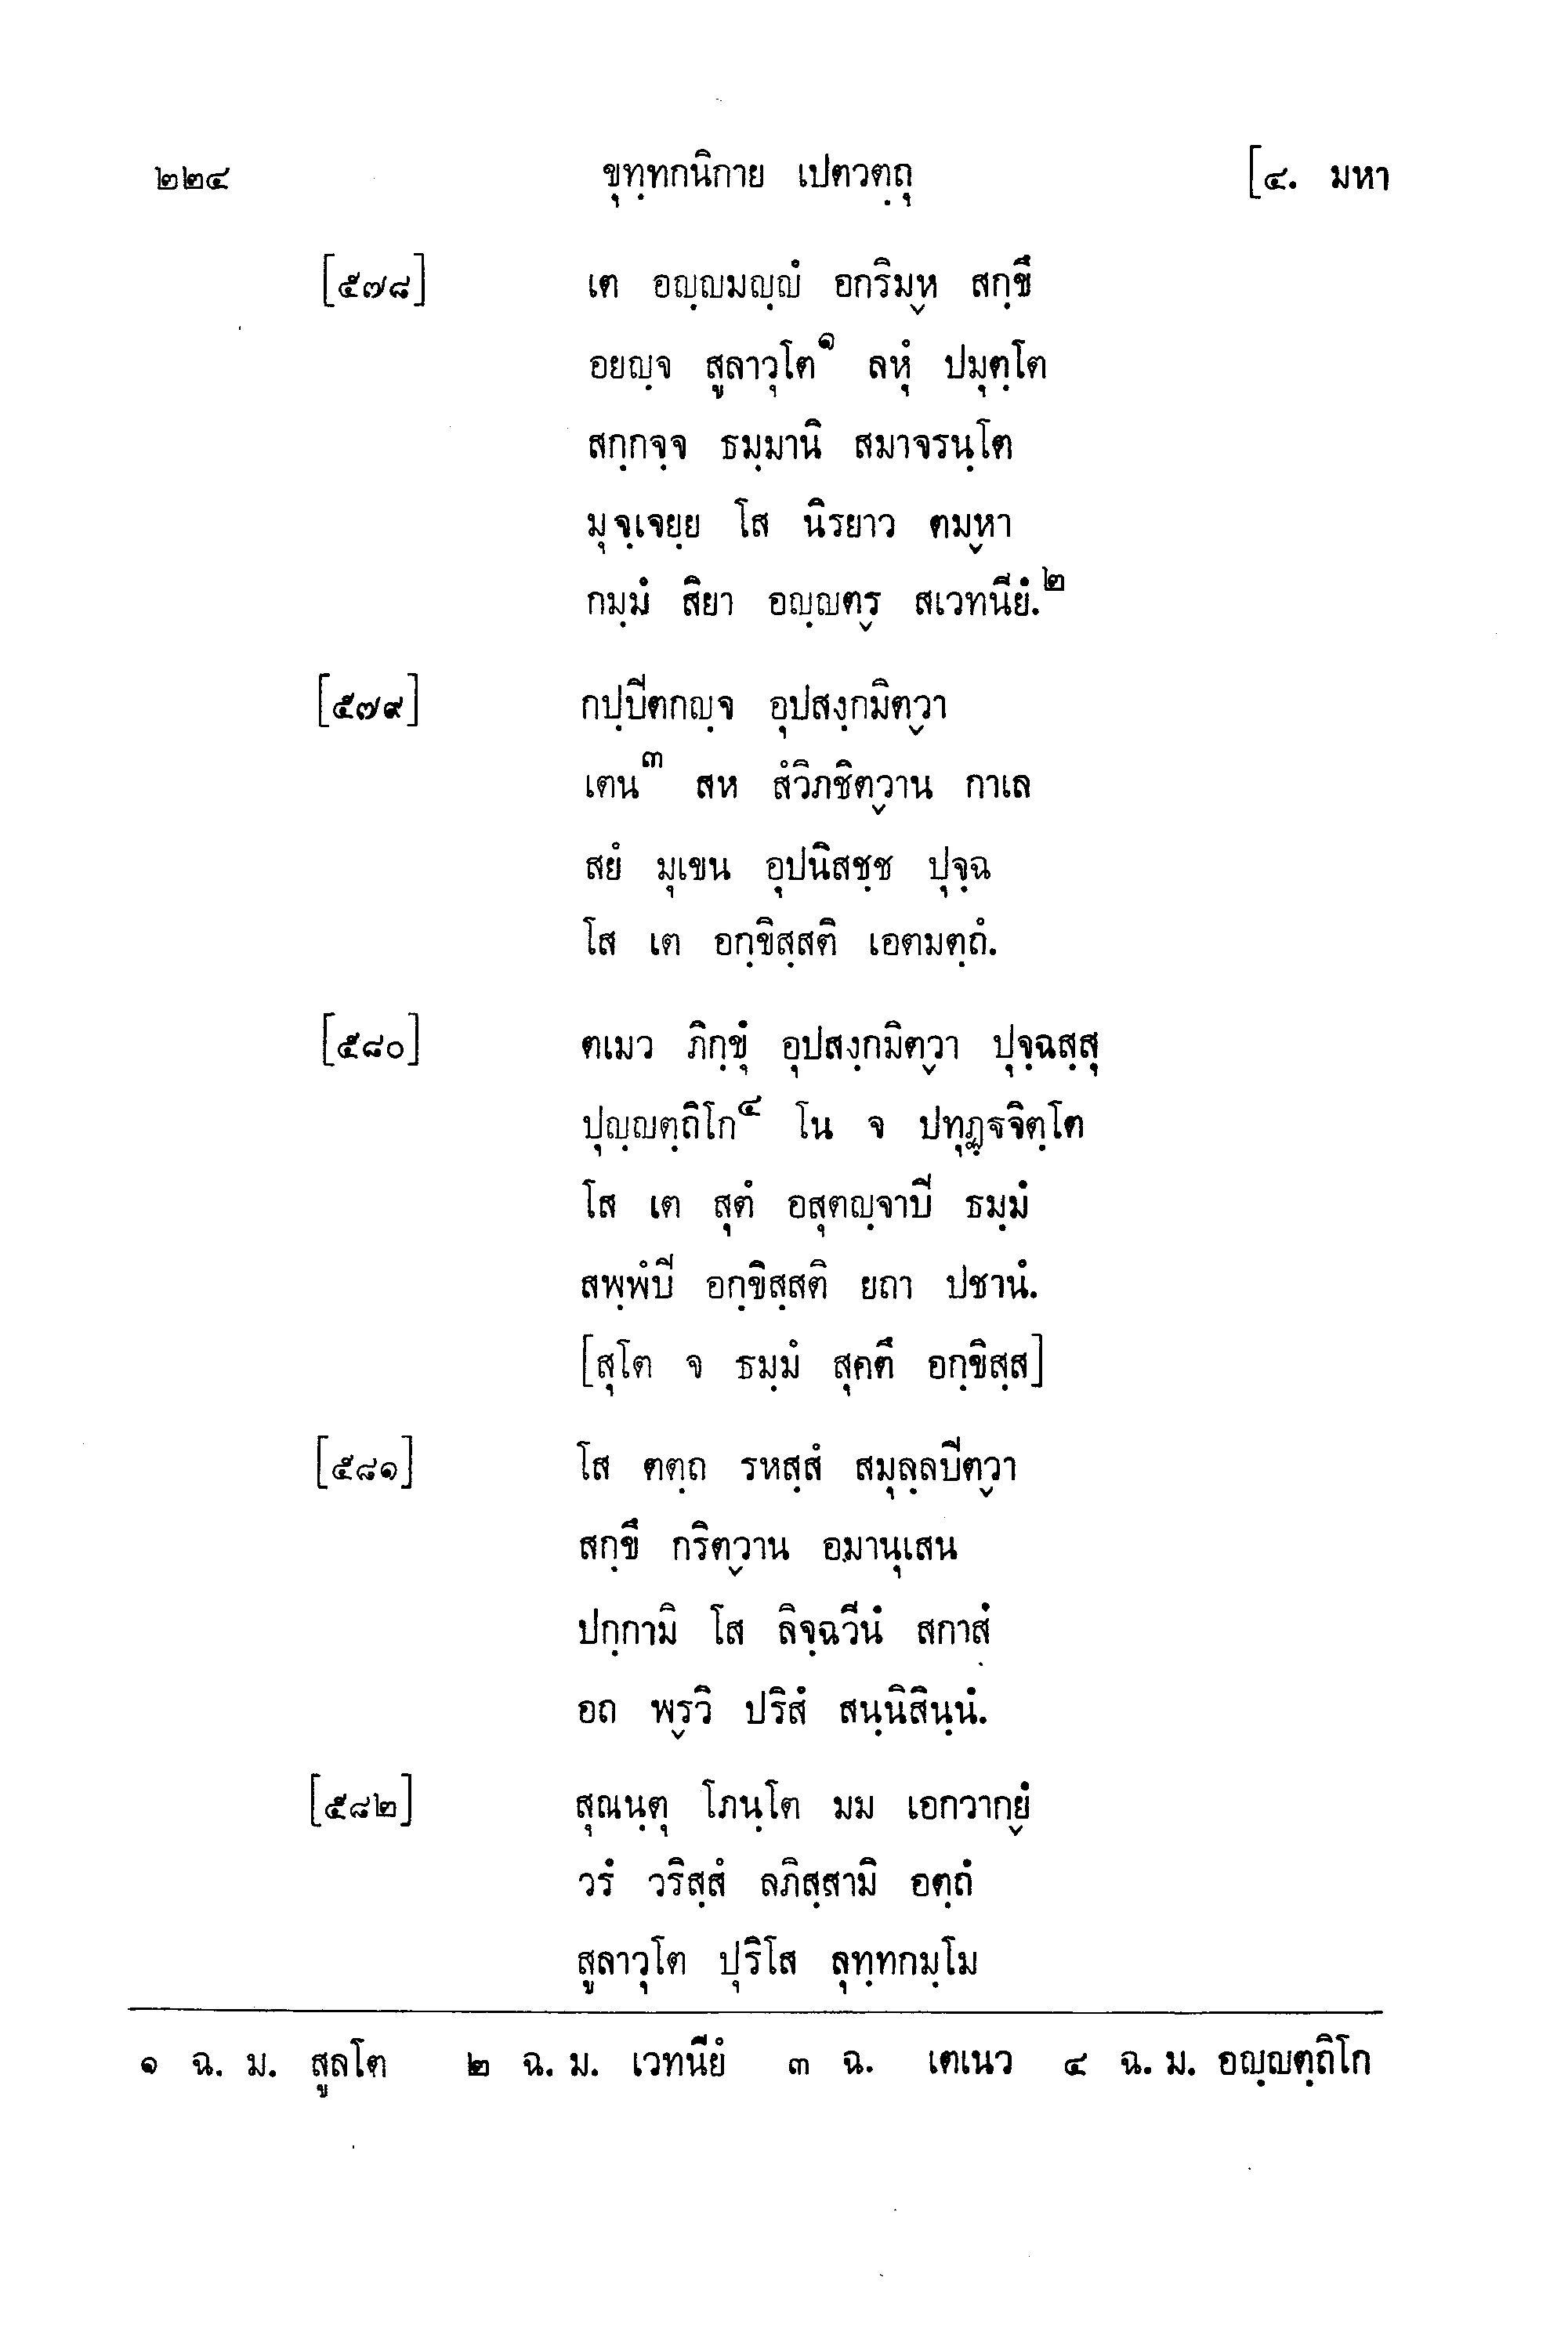 ๒๒๔ ขุทฺทกนิกาย เปตวตฺถุ [๔. มหา
[๕๗๘] เต อญฺญมญฺญํ อกริมฺห สกฺขึ
อยญฺจ สูลาวุโต๑ ลหุํ ปมุตฺโต
สกฺกจฺจ ธมฺมานิ สมาจรนฺโต
มุจฺเจยฺย โส นิรยาว ตมฺหา
กมฺมํ สิยา อญฺญตฺร สเวทนียํ.๒
[๕๗๙] กปฺปีตกญฺจ อุปสงฺกมิตฺวา
เตน๓ สห สํวิภชิตฺวาน กาเล
สยํ มุเขน อุปนิสชฺช ปุจฺฉ
โส เต อกฺขิสฺสติ เอตมตฺถํ.
[๕๘๐] ตเมว ภิกฺขุํ อุปสงฺกมิตฺวา ปุจฺฉสฺสุ
ปุญฺญตฺถิโก๔ โน จ ปทุฏฺฐจิตฺโต
โส เต สุตํ อสุตญฺจาปี ธมฺมํ
สพฺพํปี อกฺขิสฺสติ ยถา ปชานํ.
[สุโต จ ธมฺมํ สุคตึ อกฺขิสฺส]
[๕๘๑] โส ตตฺถ รหสฺสํ สมุลฺลปีตฺวา
สกฺขึ กริตฺวาน อมานุเสน
ปกฺกามิ โส ลิจฺฉวีนํ สกาสํ
อถ พฺรวิ ปริสํ สนฺนิสินฺนํ.
[๕๘๒] สุณนฺตุ โภนฺโต มม เอกวากฺยํ
วรํ วริสฺสํ ลภิสฺสามิ อตฺถํ
สูลาวุโต ปุริโส ลุทฺทกมฺโม
๑ ฉ. ม. สูลโต ๒ ฉ. ม. เวทนียํ ๓ ฉ. เตเนว ๔ ฉ. ม. อญฺญตฺถิโก